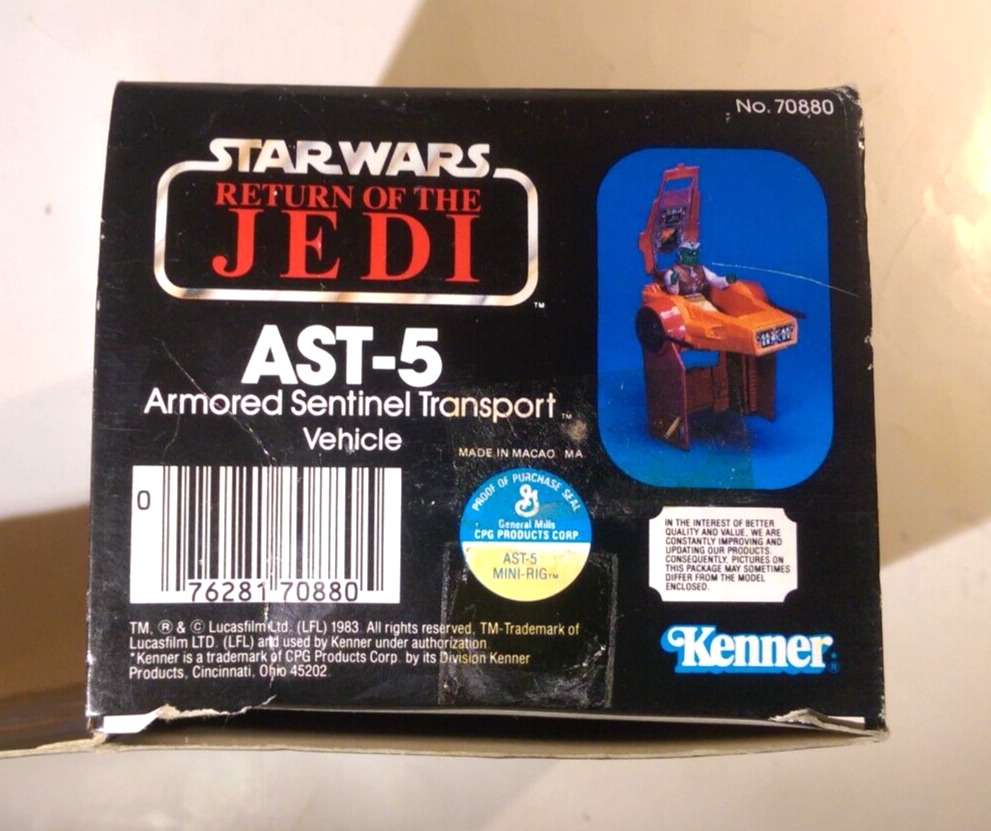 No. 70880
STAR WARS
RETURN OF THE
JEDI
TM
AST-5
Armored Sentinel Transport TM
Vehicle
MADE IN MACAO MA
0
76281 70880
PROOF OF PURCHASE SEAL
General Mills
CPG PRODUCTS CORP
AST-5
MINI-RIG TM
IN THE INTEREST OF BETTER
QUALITY AND VALUE, WE ARE
CONSTANTLY IMPROVING AND
UPDATING OUR PRODUCTS.
CONSEQUENTLY, PICTURES ON
THIS PACKAGE MAY SOMETIMES
DIFFER FROM THE MODEL
ENCLOSED.
TM, ® & © Lucasfilm Ltd. (LFL) 1983 All rights reserved, TM-Trademark of
Lucasfilm LTD. (LFL) and used by Kenner under authorization
*Kenner is a trademark of CPG Products Corp. by its Division Kenner
Products, Cincinnati, Ohio 45202
Kenner®